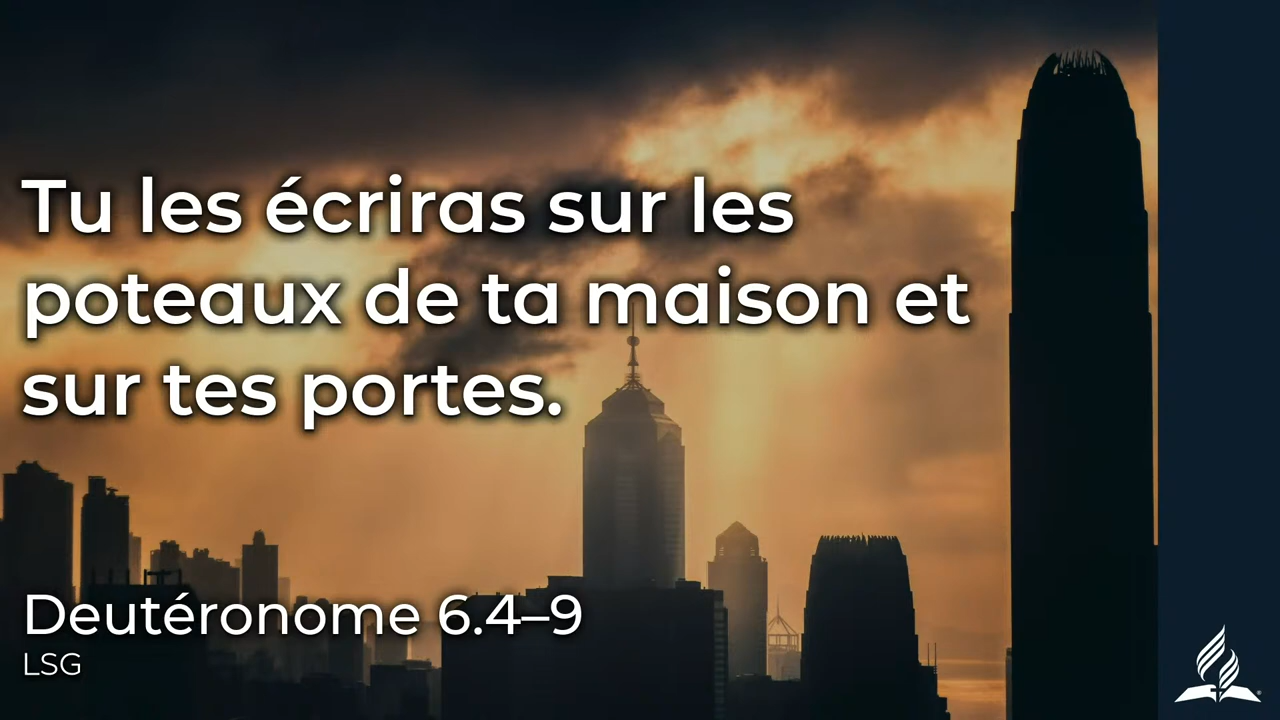 Tu les écriras sur les
poteaux de ta maison et
sur tes portes.
Deutéronome 6.4–9
LSG